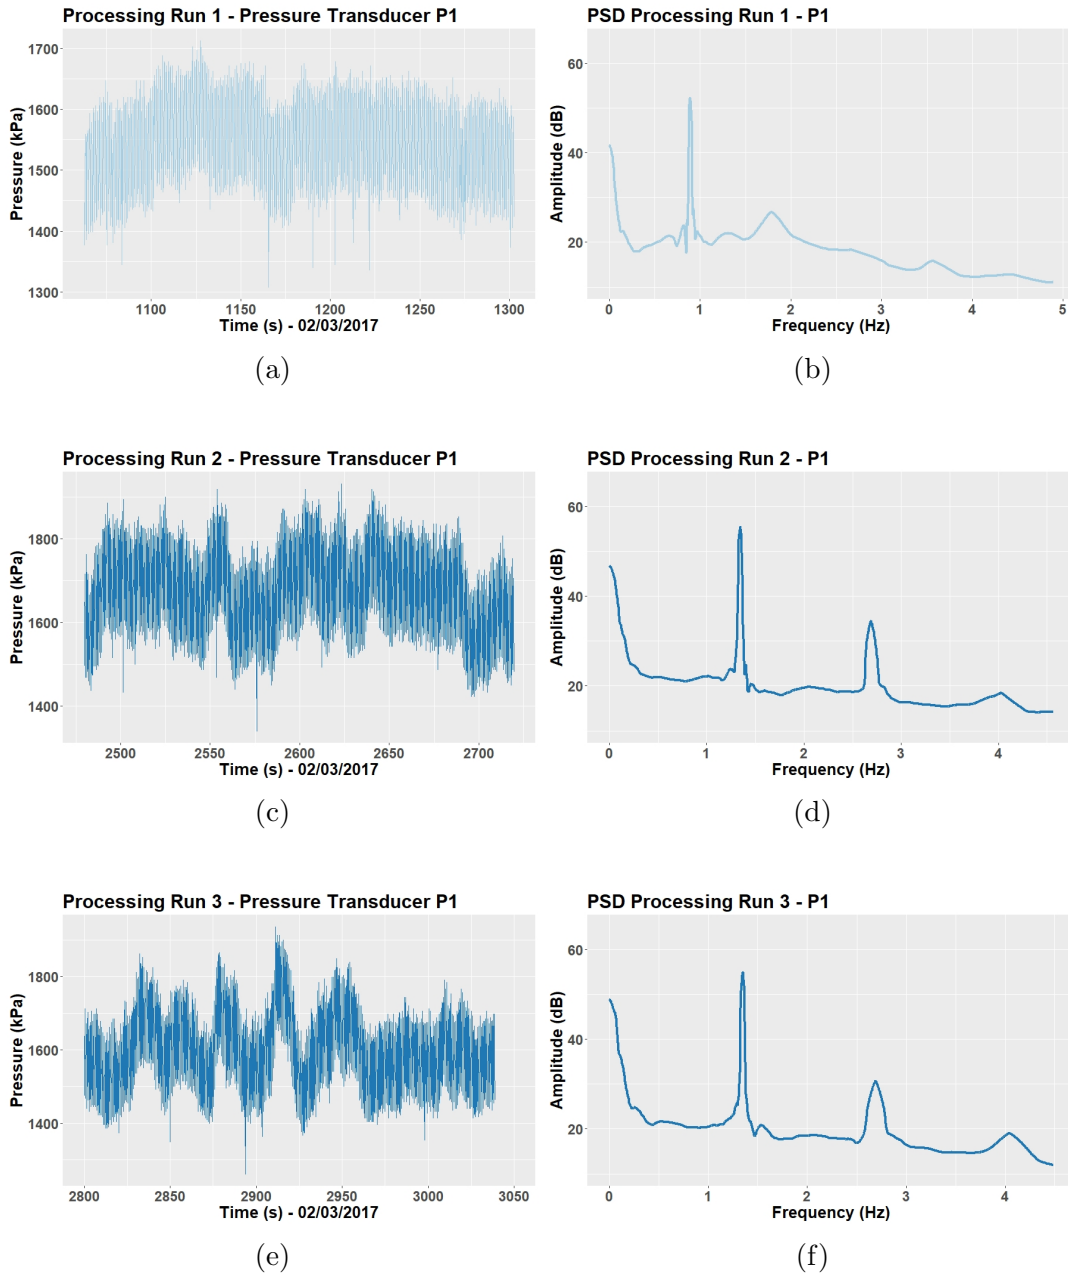 Processing Run 1 - Pressure Transducer P1
Pressure (kPa)
1700
1600
1500
1400
1300
1100 1150 1200 1250 1300
Time (s) - 02/03/2017
(a)
PSD Processing Run 1 - P1
Amplitude (dB)
60
40
20
0 1 2 3 4 5
Frequency (Hz)
(b)
Processing Run 2 - Pressure Transducer P1
Pressure (kPa)
1800
1600
1400
2500 2550 2600 2650 2700
Time (s) - 02/03/2017
(c)
PSD Processing Run 2 - P1
Amplitude (dB)
60
40
20
0 1 2 3 4
Frequency (Hz)
(d)
Processing Run 3 - Pressure Transducer P1
Pressure (kPa)
1800
1600
1400
2800 2850 2900 2950 3000 3050
Time (s) - 02/03/2017
(e)
PSD Processing Run 3 - P1
Amplitude (dB)
60
40
20
0 1 2 3 4
Frequency (Hz)
(f)